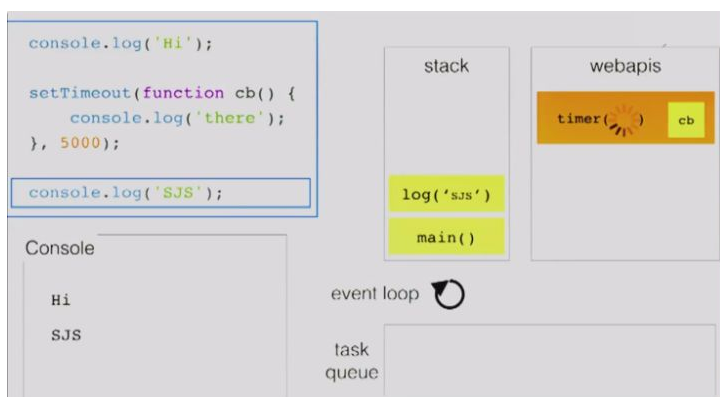 console.log('Hi');
setTimeout(function cb() {
console.log('there');
}, 5000);
console.log('SJS');
stack
webapis
timer( )
cb
log('SJS')
main()
Console
Hi
SJS
event loop
task
queue